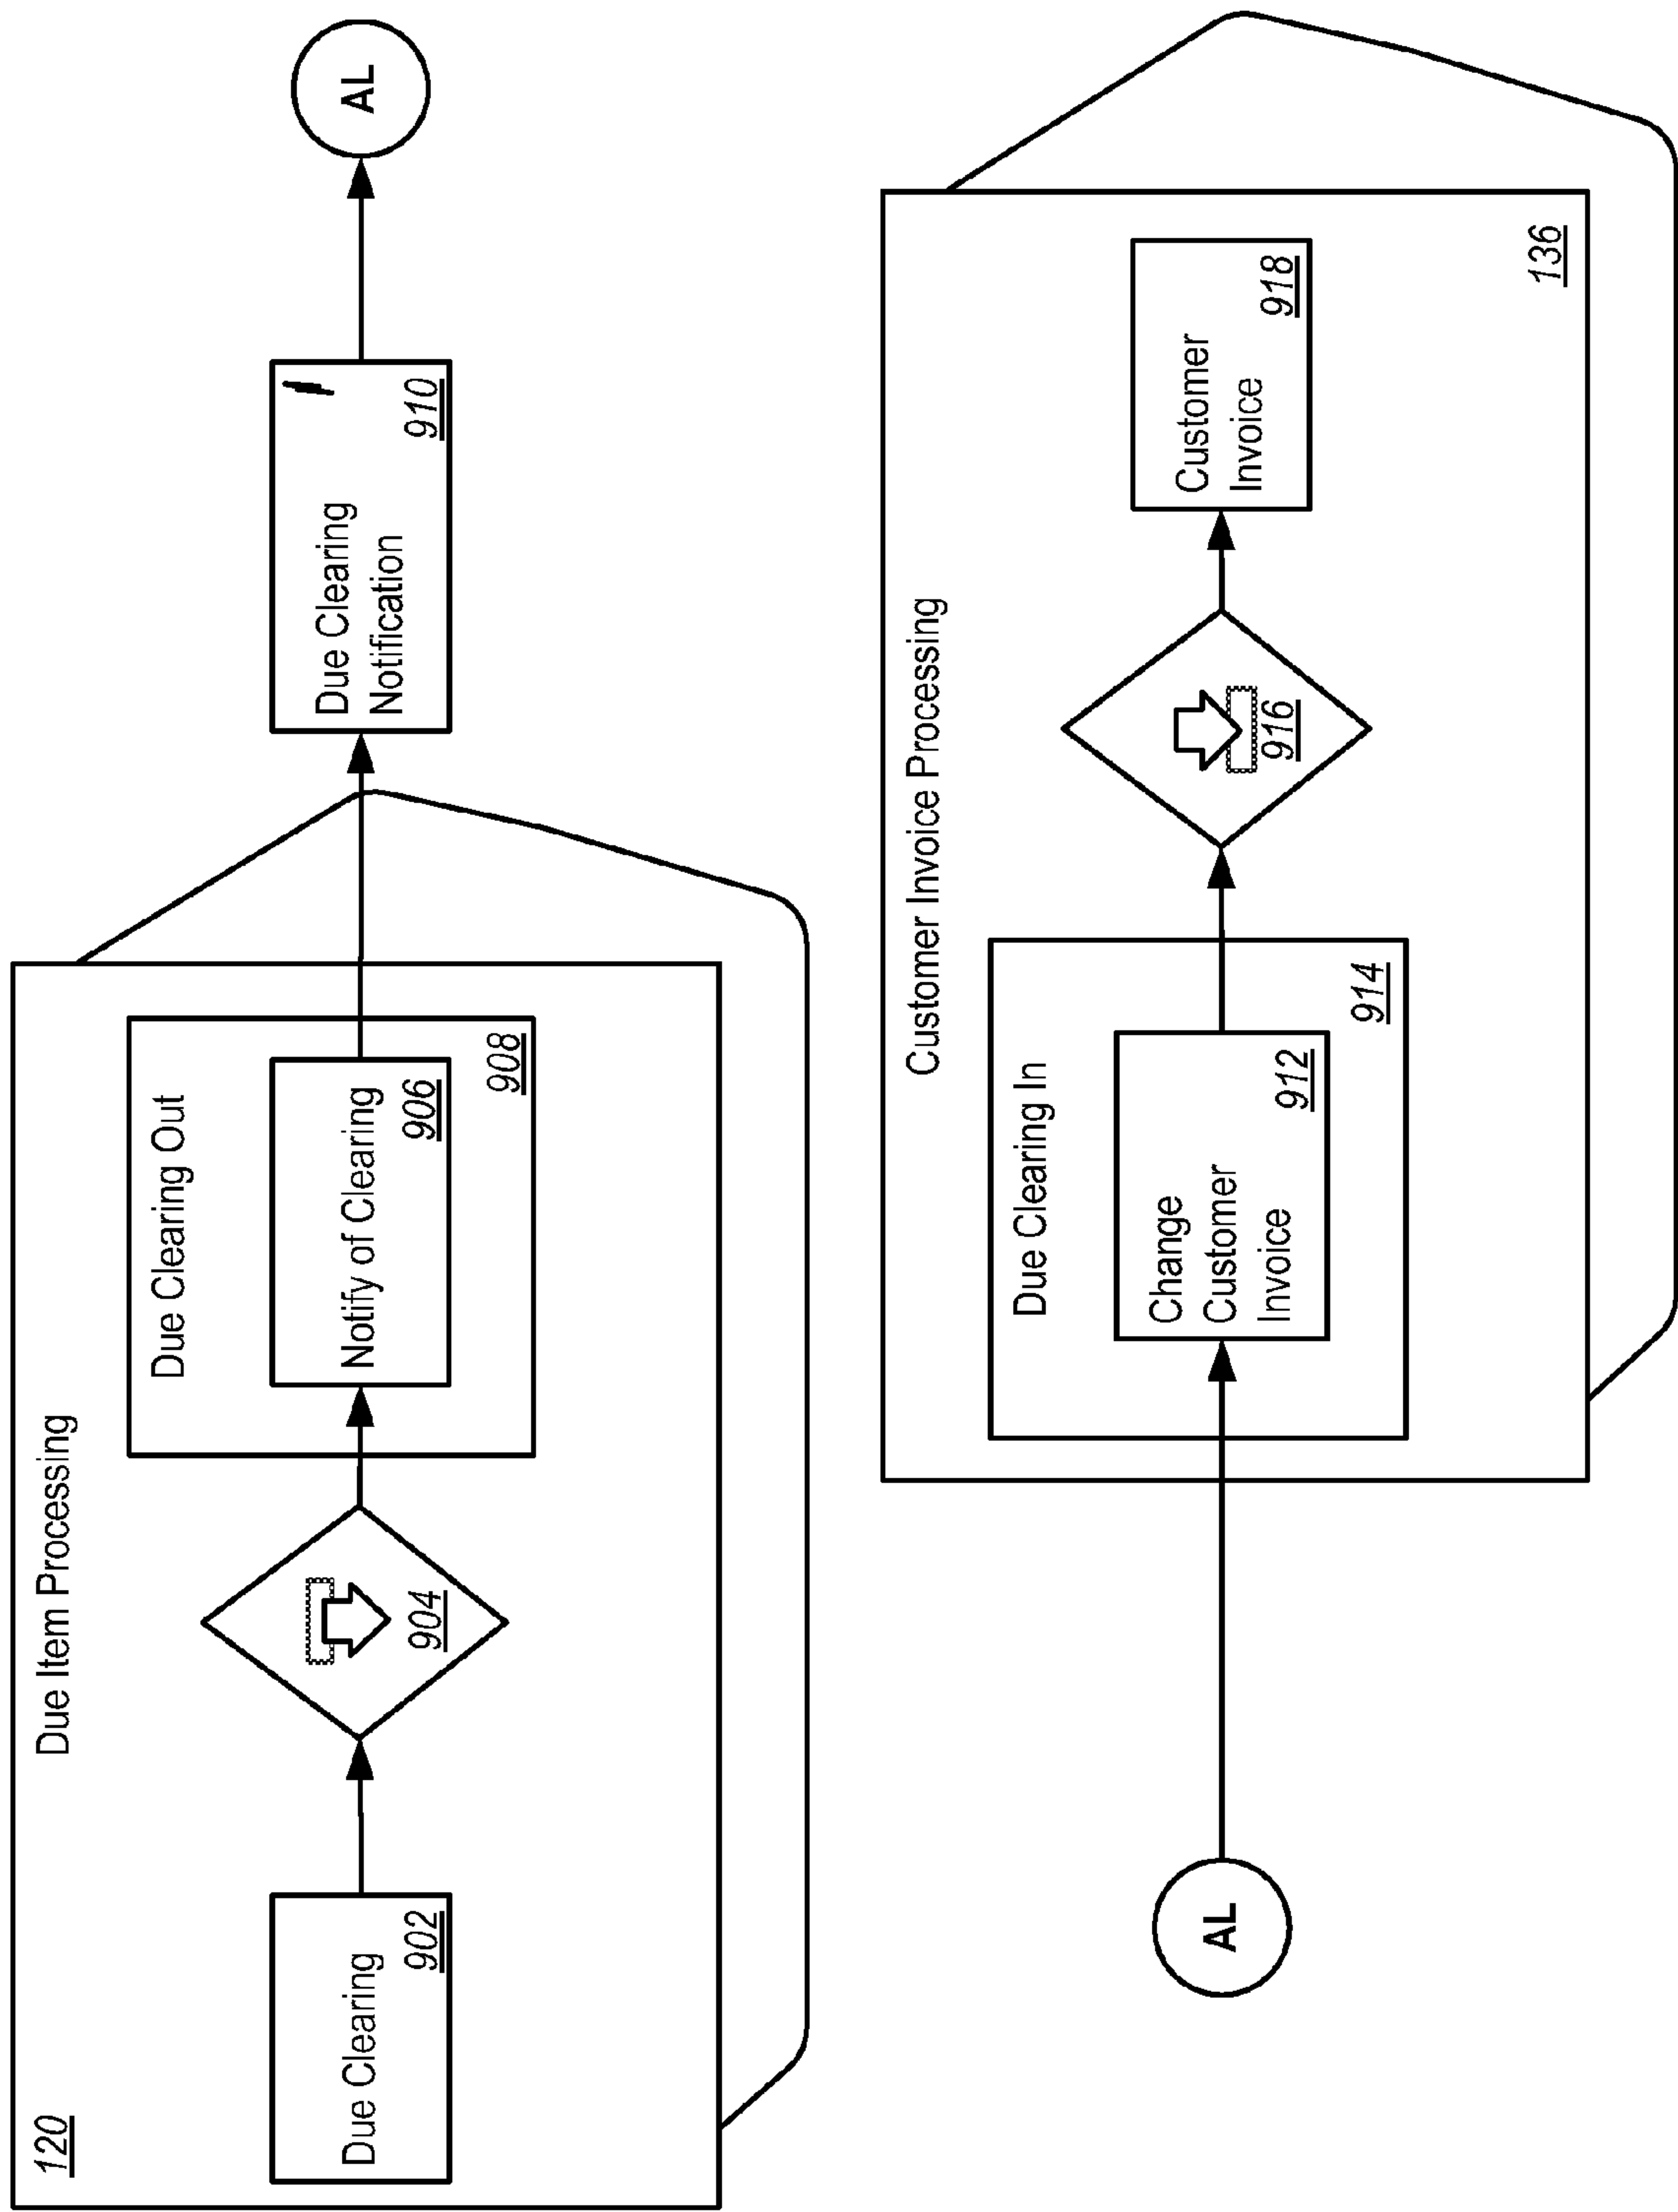 120
Due Item Processing
Due Clearing
902
904
Due Clearing Out
Notify of Clearing
906
908
Due Clearing
Notification
910
AL
AL
Customer Invoice Processing
Due Clearing In
Change
Customer
Invoice
912
914
916
Customer
Invoice
918
136